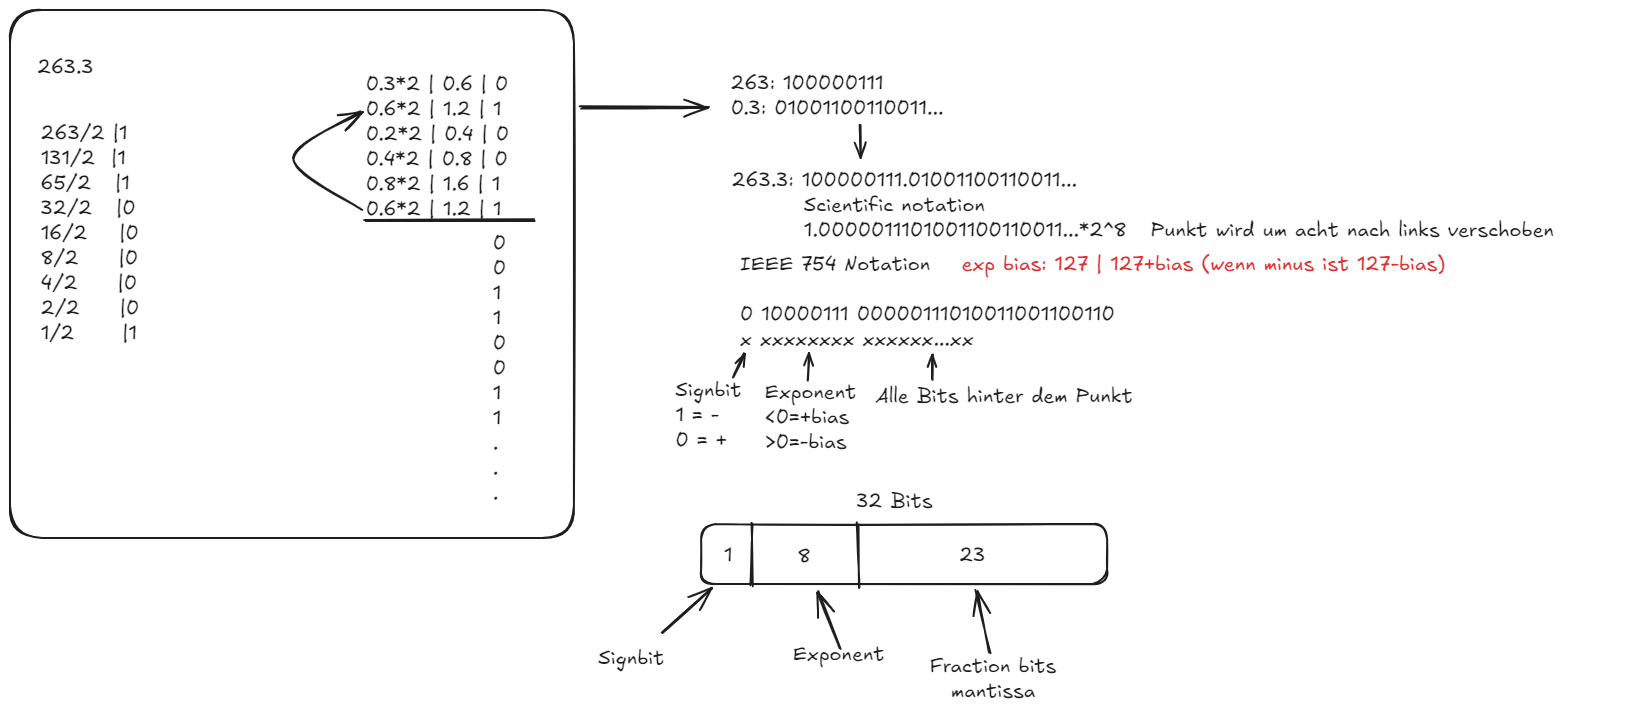 263.3
263/2 |1
131/2 |1
65/2 |1
32/2 |0
16/2 |0
8/2 |0
4/2 |0
2/2 |0
1/2 |1
0.3*2 | 0.6 | 0
0.6*2 | 1.2 | 1
0.2*2 | 0.4 | 0
0.4*2 | 0.8 | 0
0.8*2 | 1.6 | 1
0.6*2 | 1.2 | 1
0
0
1
1
0
0
1
1
.
.
.
263: 100000111
0.3: 01001100110011...
263.3: 100000111.01001100110011...
Scientific notation
1.0000011101001100110011...*2^8 Punkt wird um acht nach links verschoben
IEEE 754 Notation exp bias: 127 | 127+bias (wenn minus ist 127-bias)
0 10000111 00000111010011001100110
x xxxxxxxx xxxxxx...xx
Signbit
1 = -
0 = +
Exponent
<0=+bias
>0=-bias
Alle Bits hinter dem Punkt
32 Bits
1 8 23
Signbit
Exponent
Fraction bits
mantissa